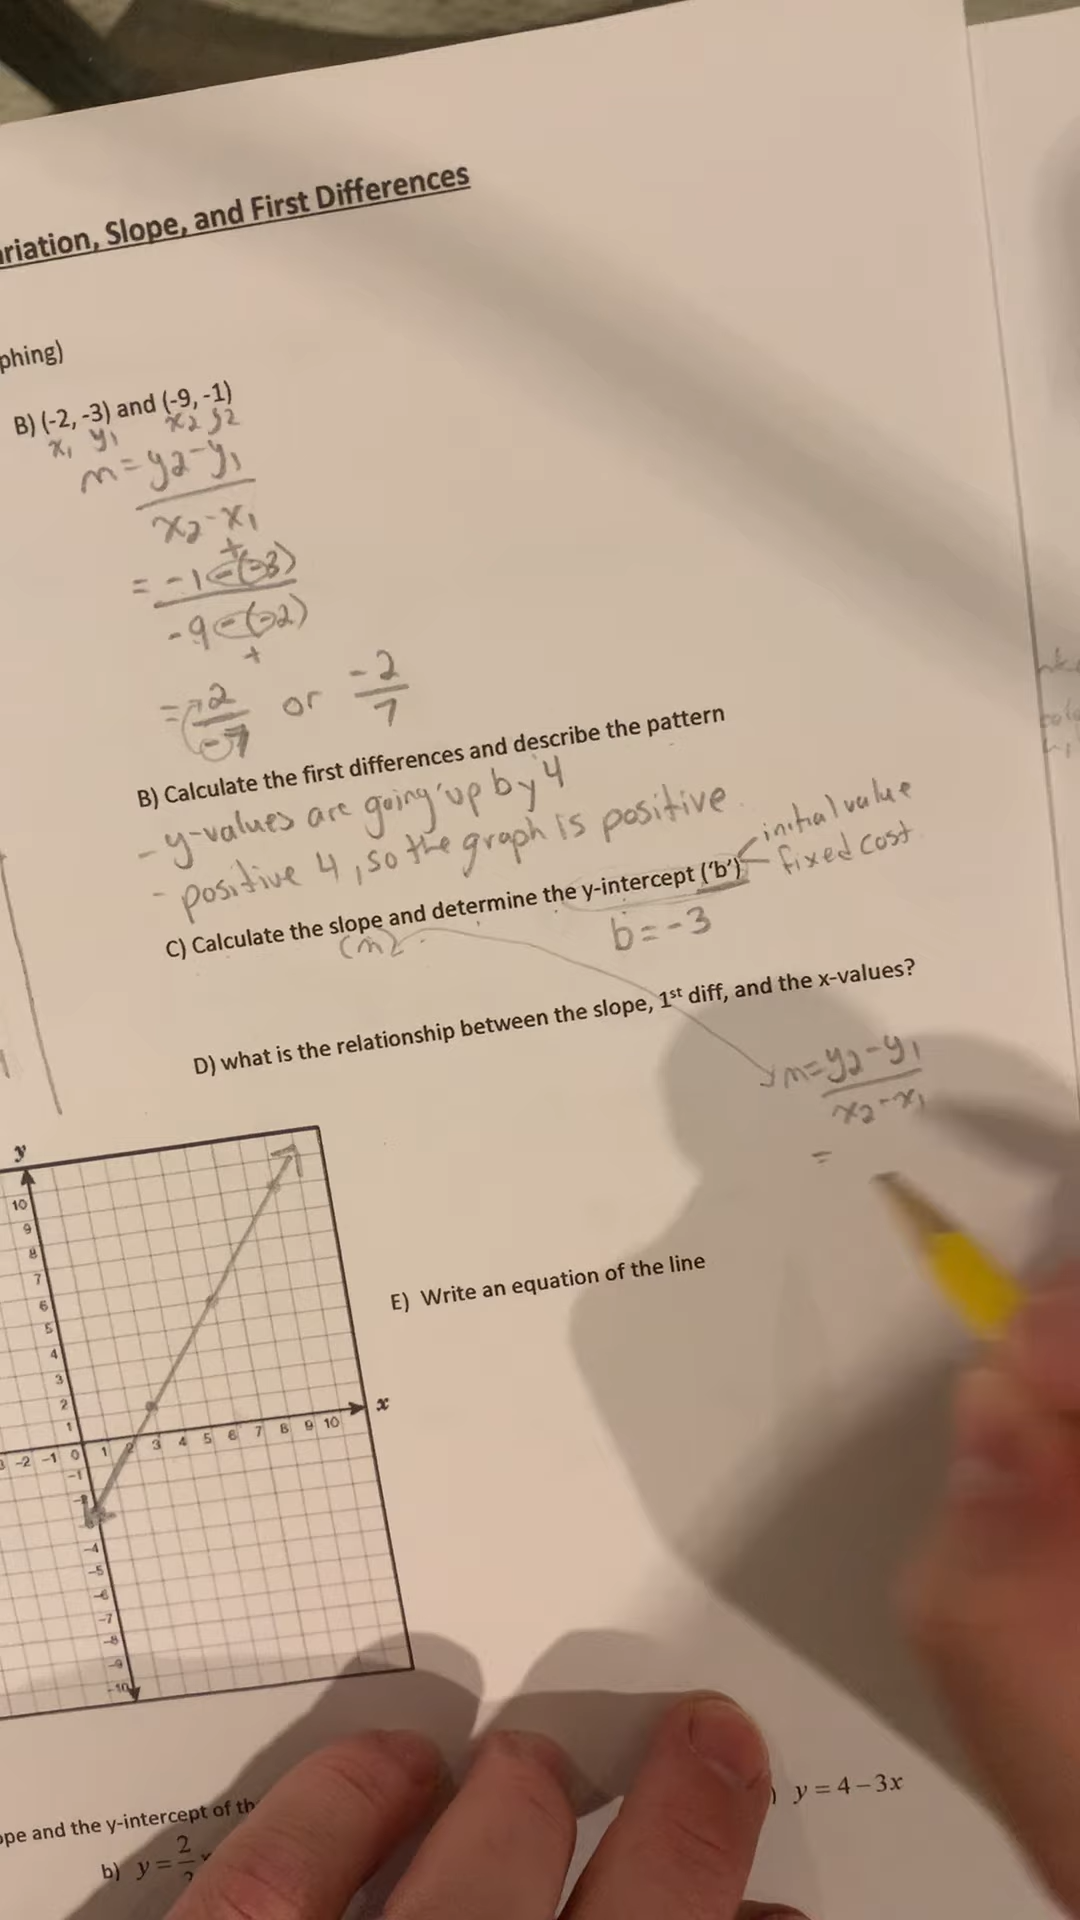 ariation, Slope, and First Differences
phing)
B) (-2, -3) and (-9, -1)
x₁ y₁ x₂ y₂
m = y₂ - y₁
x₂ - x₁
+
= -1 - (-3)
-9 - (-2)
+
= 2/-7 or -2/7
B) Calculate the first differences and describe the pattern
- y-values are going up by 4
- positive 4, so the graph is positive
initial value
fixed cost
C) Calculate the slope and determine the y-intercept ('b')
(m)
b = -3
D) what is the relationship between the slope, 1st diff, and the x-values?
m = y₂ - y₁
x₂ - x₁
=
y
10
9
8
7
6
5
4
3
2
1
E) Write an equation of the line
x
-2 -1 0 1 2 3 4 5 6 7 8 9 10
-1
-4
-5
-6
-7
-8
-9
-10
) y = 4 - 3x
ope and the y-intercept of th
b) y = 2